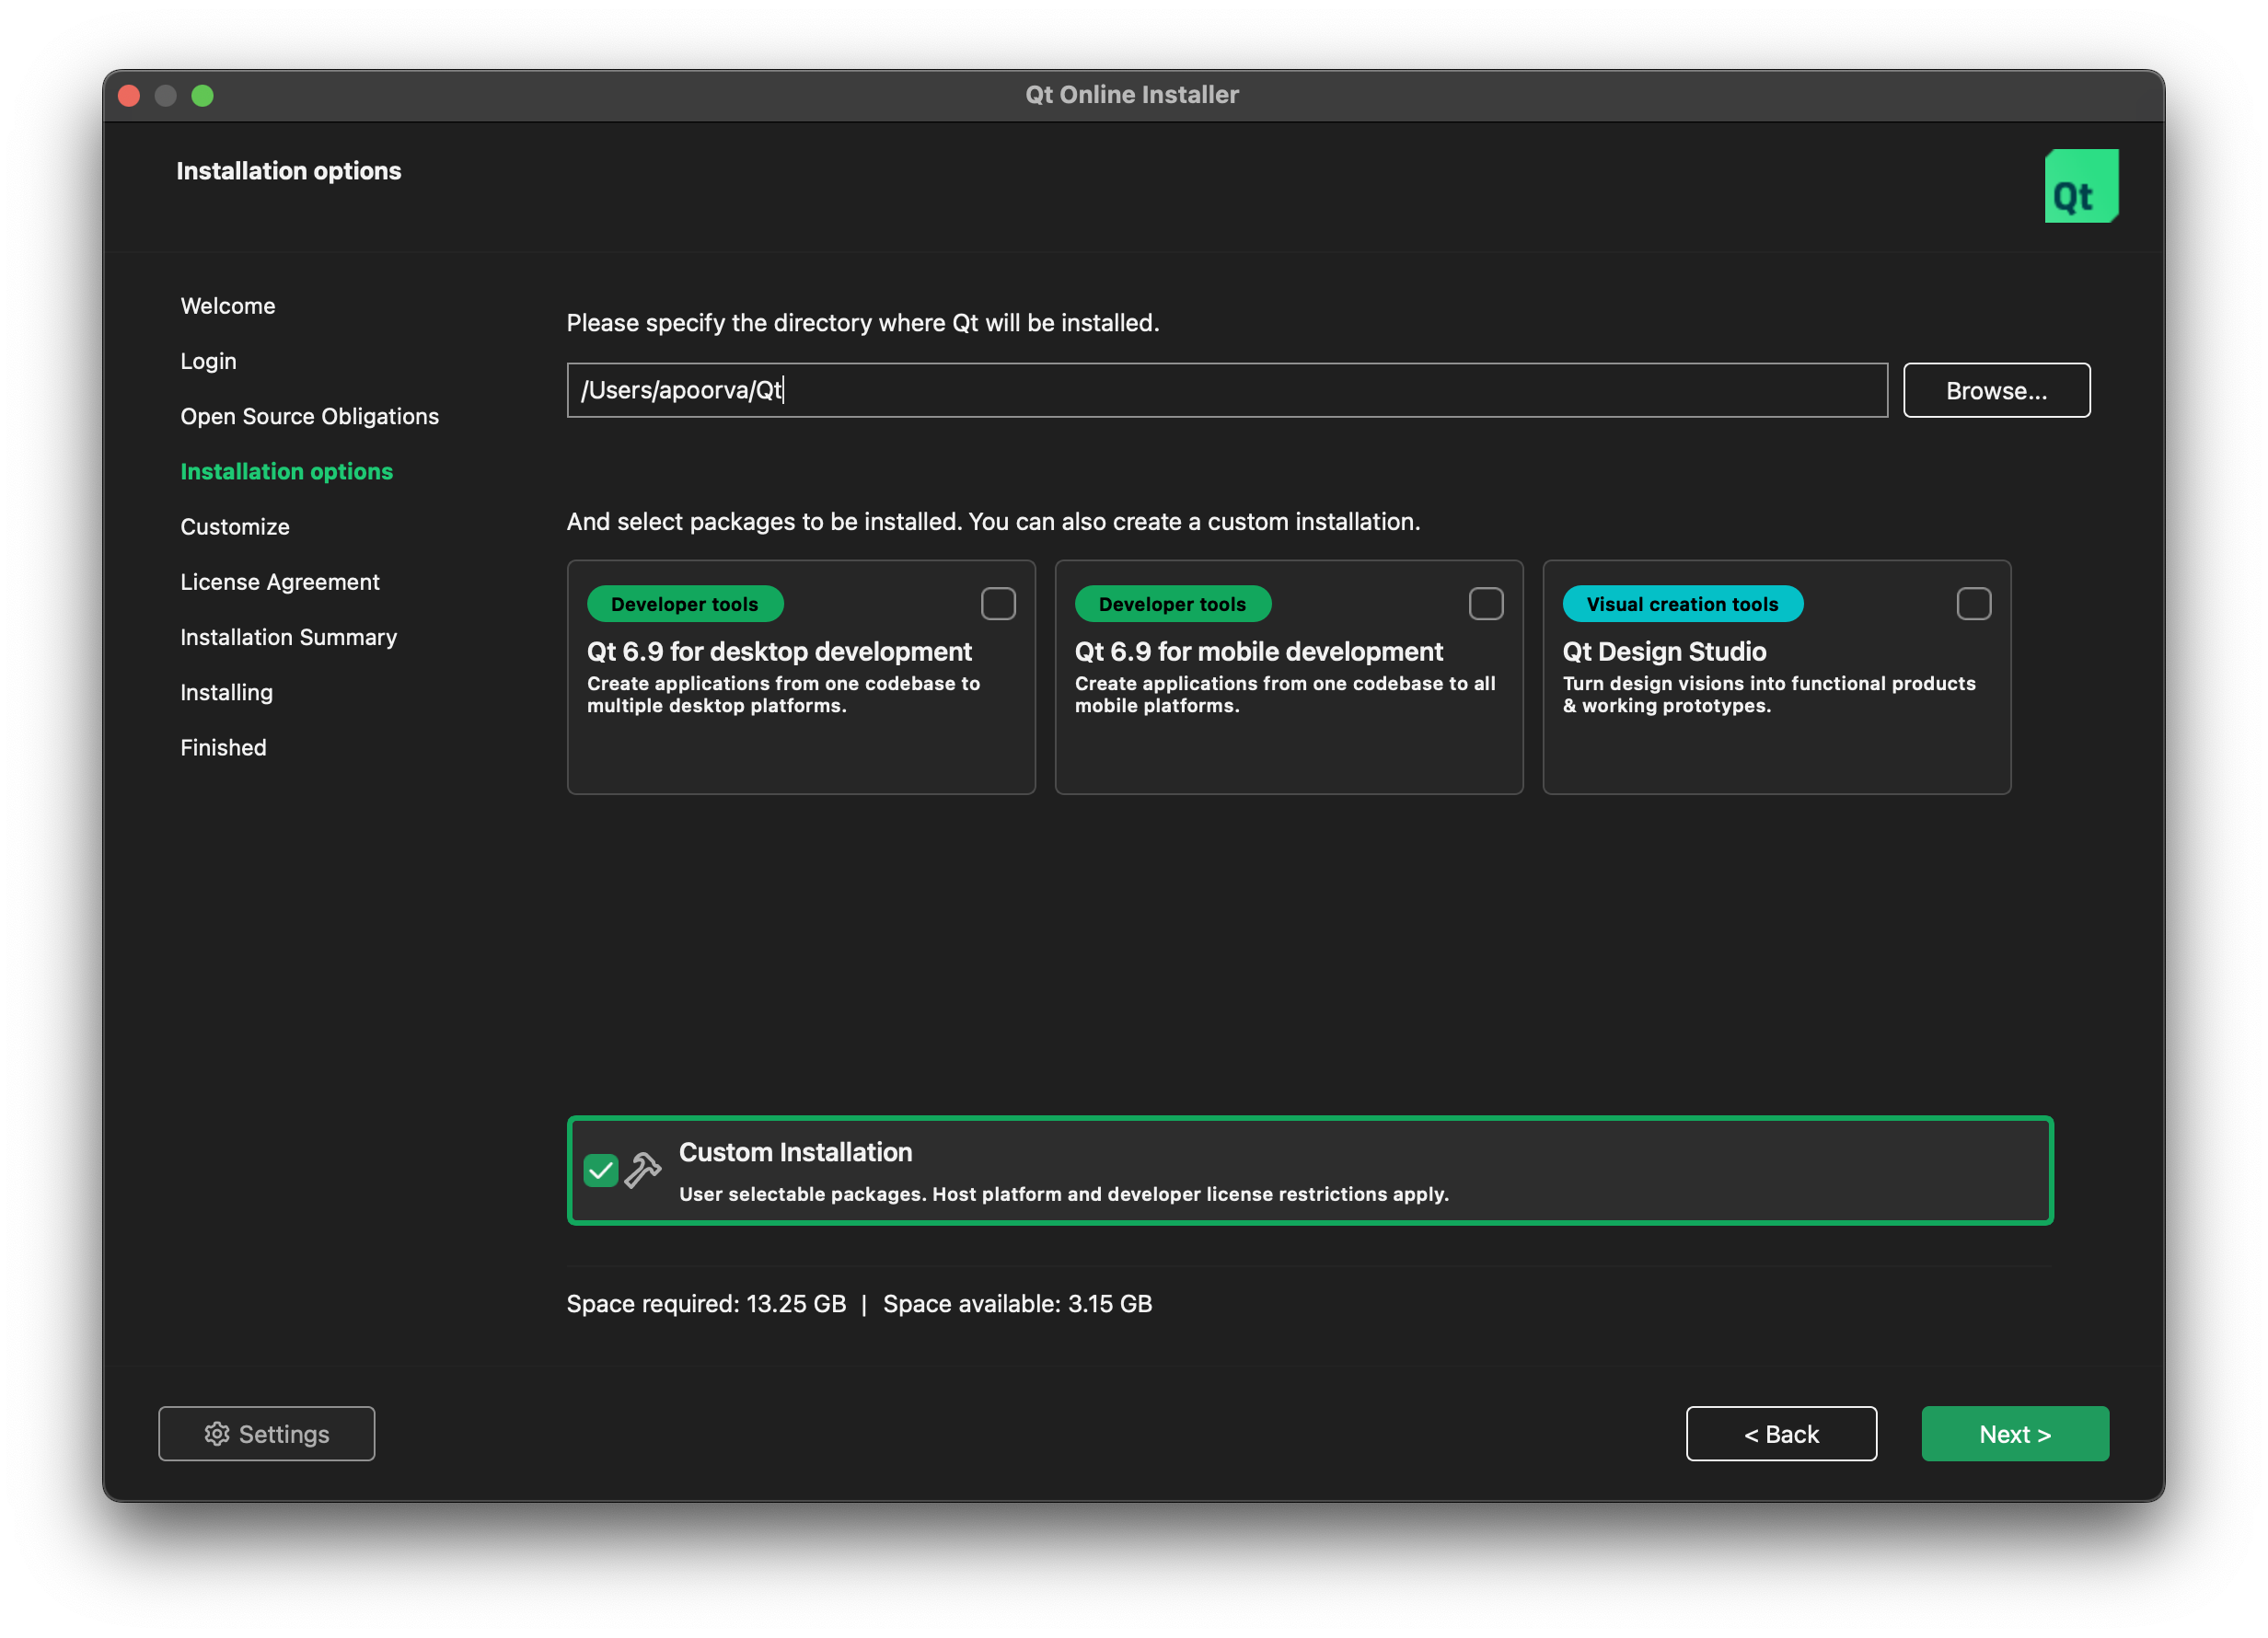 Qt Online Installer
Installation options
Qt
Welcome
Login
Open Source Obligations
Installation options
Customize
License Agreement
Installation Summary
Installing
Finished
Please specify the directory where Qt will be installed.
/Users/apoorva/Qt
Browse...
And select packages to be installed. You can also create a custom installation.
Developer tools
Qt 6.9 for desktop development
Create applications from one codebase to
multiple desktop platforms.
Developer tools
Qt 6.9 for mobile development
Create applications from one codebase to all
mobile platforms.
Visual creation tools
Qt Design Studio
Turn design visions into functional products
& working prototypes.
Custom Installation
User selectable packages. Host platform and developer license restrictions apply.
Space required: 13.25 GB | Space available: 3.15 GB
Settings
< Back
Next >